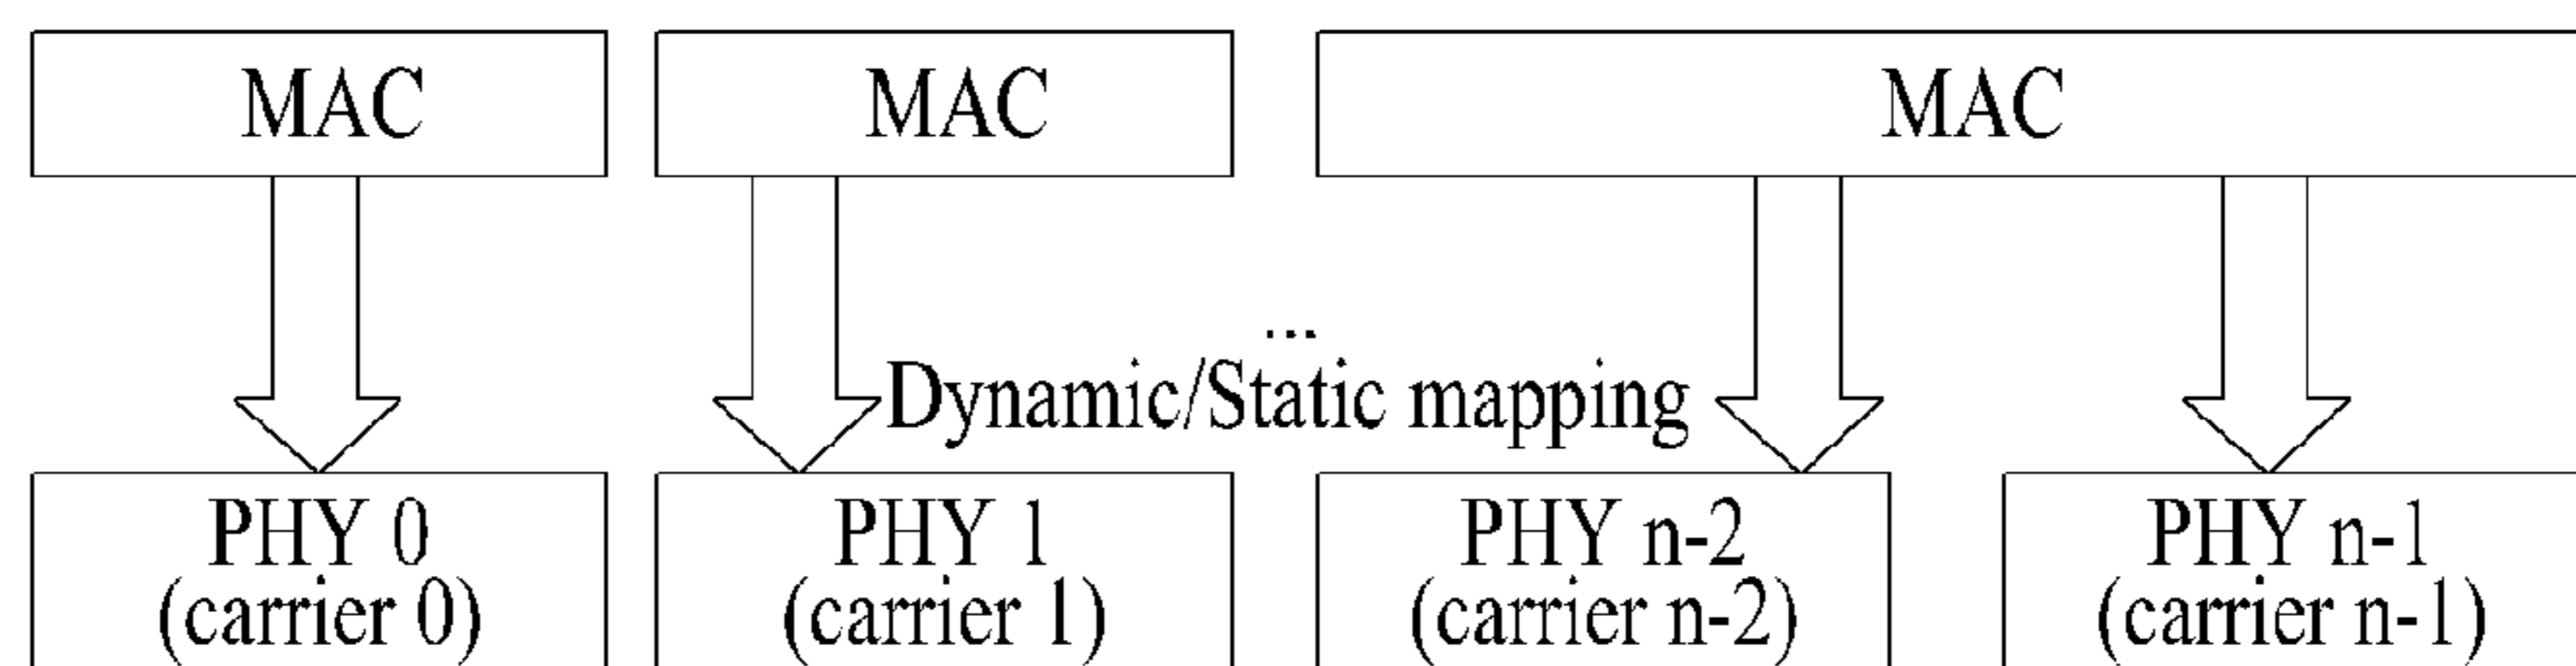 MAC MAC MAC
...
Dynamic/Static mapping
PHY 0 PHY 1 PHY n-2 PHY n-1
(carrier 0) (carrier 1) (carrier n-2) (carrier n-1)